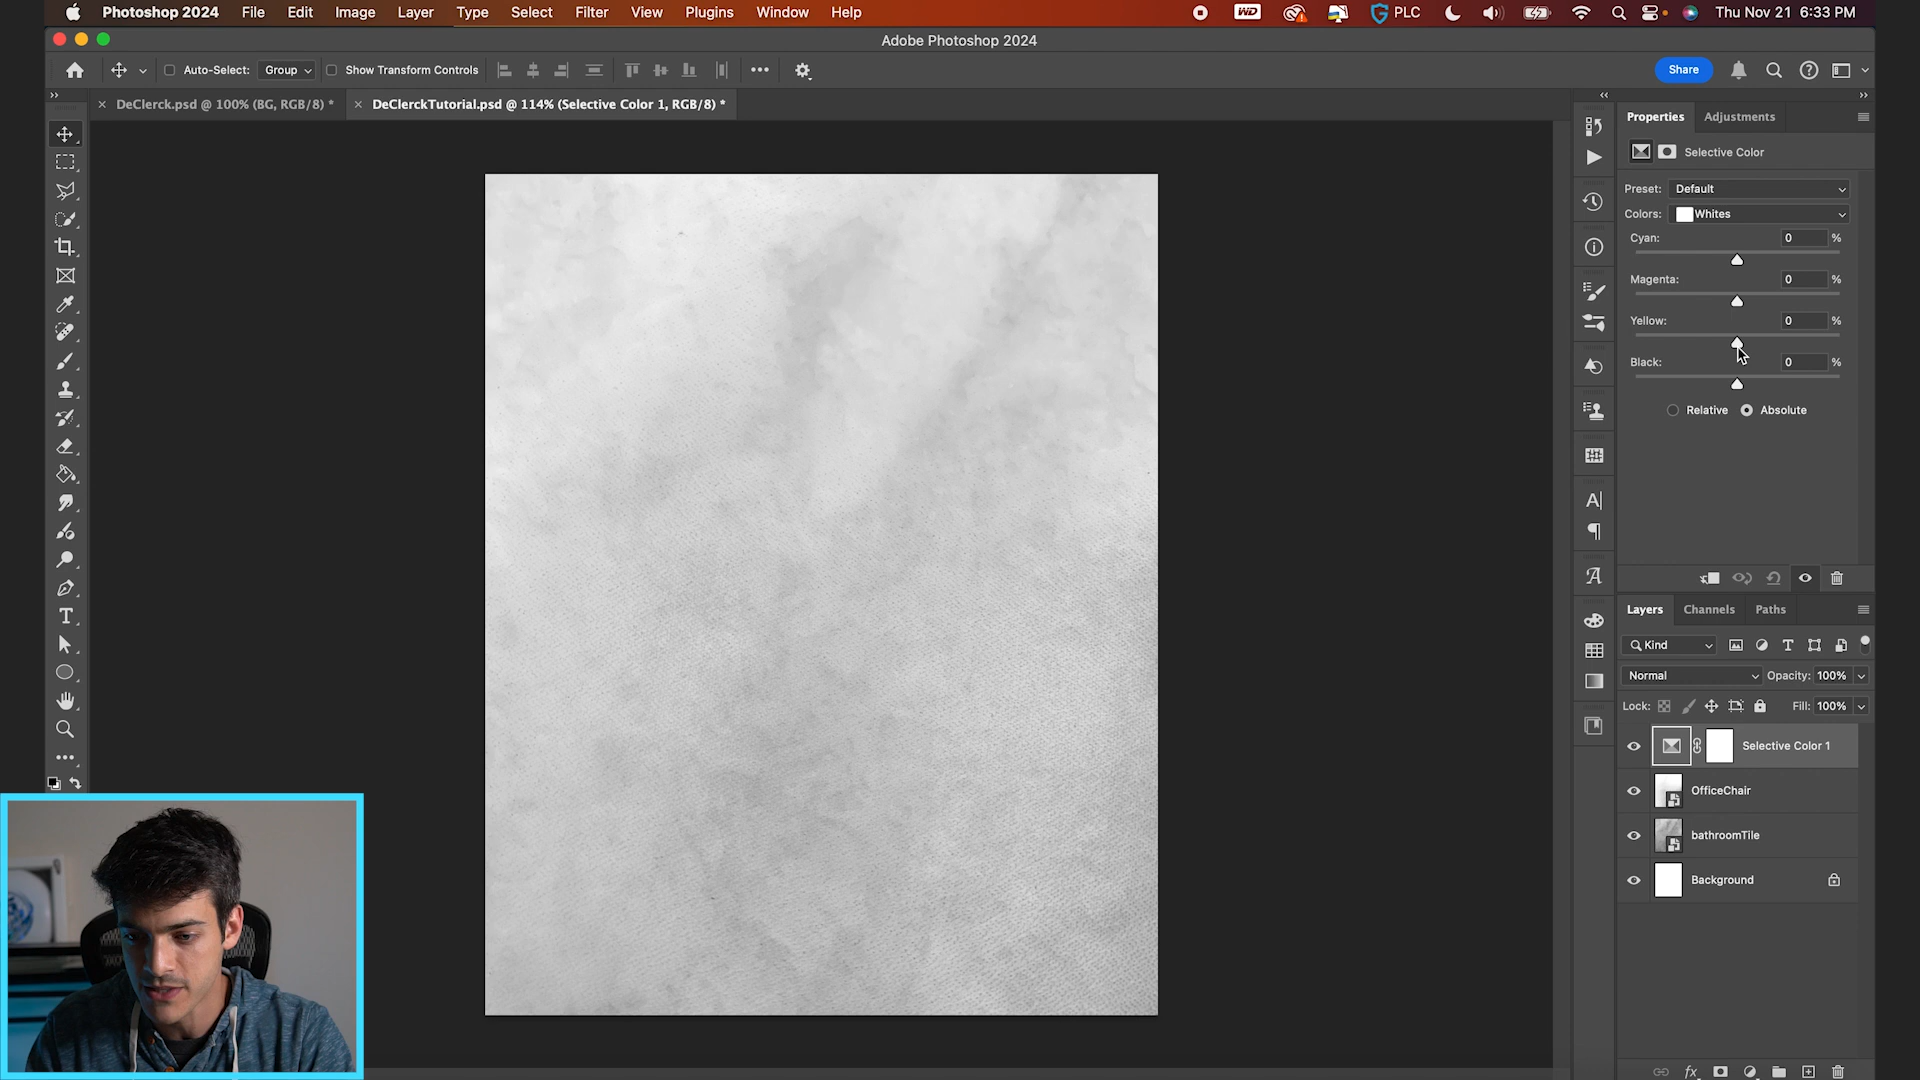 Photoshop 2024 File Edit Image Layer Type Select Filter View Plugins Window Help WD PLC Thu Nov 21 6:33 PM
Adobe Photoshop 2024
Auto-Select: Group Show Transform Controls Share
DeClerck.psd @ 100% (BG, RGB/8) * DeClerckTutorial.psd @ 114% (Selective Color 1, RGB/8) *
Properties Adjustments
Selective Color
Preset: Default
Colors: Whites
Cyan: 0 %
Magenta: 0 %
Yellow: 0 %
Black: 0 %
Relative Absolute
Layers Channels Paths
Kind
Normal Opacity: 100%
Lock: Fill: 100%
Selective Color 1
OfficeChair
bathroomTile
Background
fx